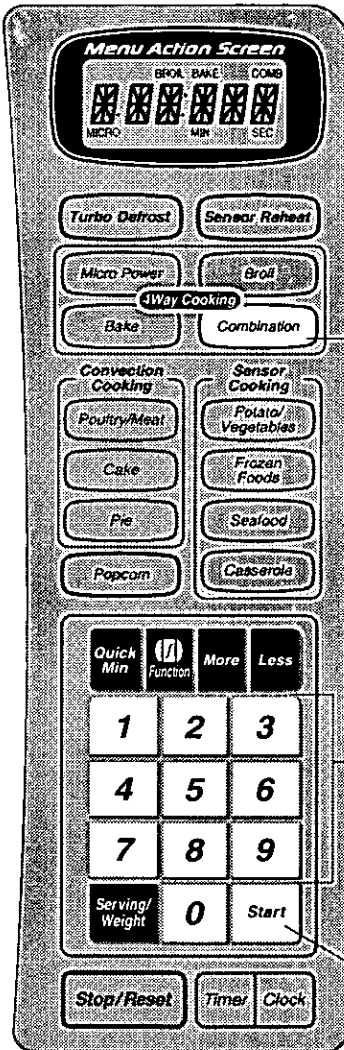 Menu Action Screen
BROIL BAKE COMB
MICRO MIN SEC
Turbo Defrost Sensor Reheat
Micro Power Broil
4Way Cooking
Bake Combination
Convection Cooking
Sensor Cooking
Poultry/Meat
Potato/Vegetables
Cake
Frozen Foods
Pie
Seafood
Popcorn
Casserole
Quick Min
Function
More
Less
1 2 3
4 5 6
7 8 9
Serving/Weight
0
Start
Stop/Reset Timer Clock